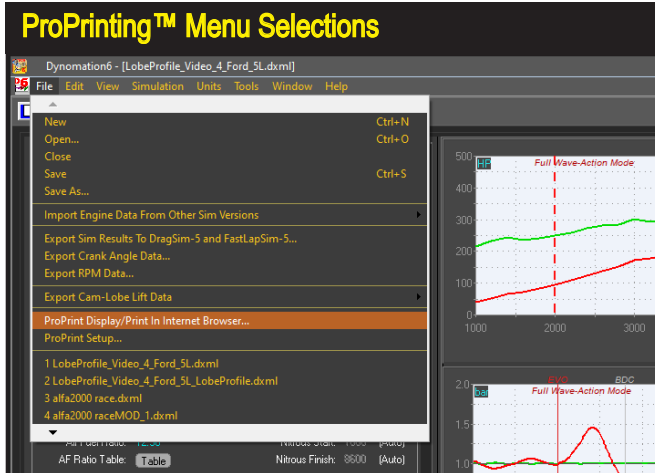 ProPrinting™ Menu Selections
Dynomation6 - [LobeProfile_Video_4_Ford_5L.dxml]
File Edit View Simulation Units Tools Window Help
New Ctrl+N
Open... Ctrl+O
Close
Save Ctrl+S
Save As...
Import Engine Data From Other Sim Versions
Export Sim Results To DragSim-5 and FastLapSim-5...
Export Crank Angle Data...
Export RPM Data...
Export Cam-Lobe Lift Data
ProPrint Display/Print In Internet Browser...
ProPrint Setup...
1 LobeProfile_Video_4_Ford_5L.dxml
2 LobeProfile_Video_4_Ford_5L_LobeProfile.dxml
3 alfa2000 race.dxml
4 alfa2000 raceMOD_1.dxml
AF Ratio Table: Table Nitrous Finish: 8600 (Auto)
500 HP Full Wave-Action Mode
400
300
200
100
0
1000 2000 3000
EVO BDC
2.0 bar Full Wave-Action Mode
1.5
1.0